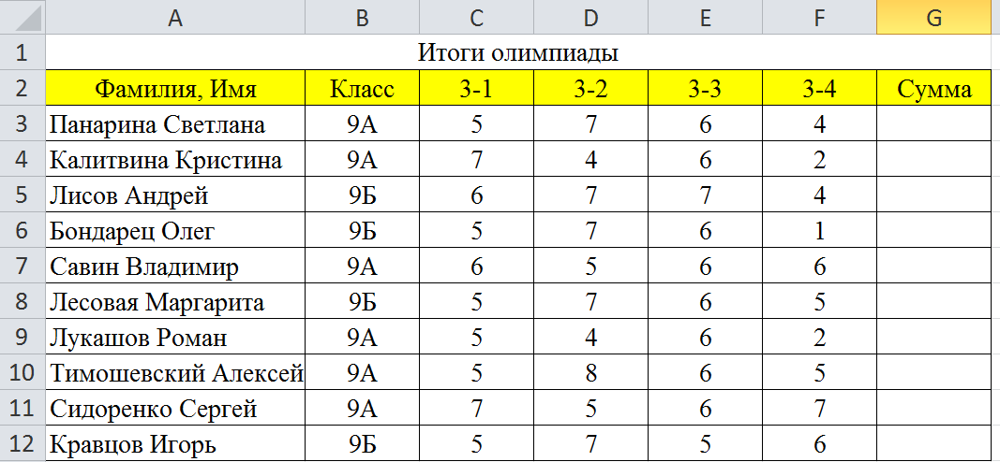 A B C D E F G
1 Итоги олимпиады
2 Фамилия, Имя Класс 3-1 3-2 3-3 3-4 Сумма
3 Панарина Светлана 9А 5 7 6 4
4 Калитвина Кристина 9А 7 4 6 2
5 Лисов Андрей 9Б 6 7 7 4
6 Бондарец Олег 9Б 5 7 6 1
7 Савин Владимир 9А 6 5 6 6
8 Лесовая Маргарита 9Б 5 7 6 5
9 Лукашов Роман 9А 5 4 6 2
10 Тимошевский Алексей 9А 5 8 6 5
11 Сидоренко Сергей 9А 7 5 6 7
12 Кравцов Игорь 9Б 5 7 5 6